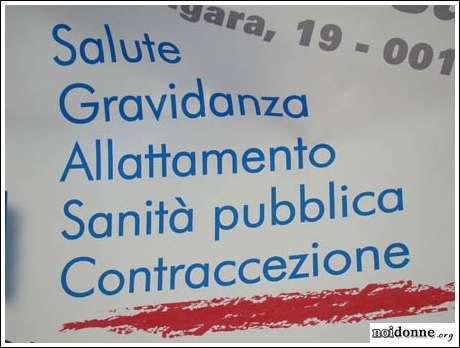 gara, 19 - 001
Salute
Gravidanza
Allattamento
Sanità pubblica
Contraccezione
noidonne.org